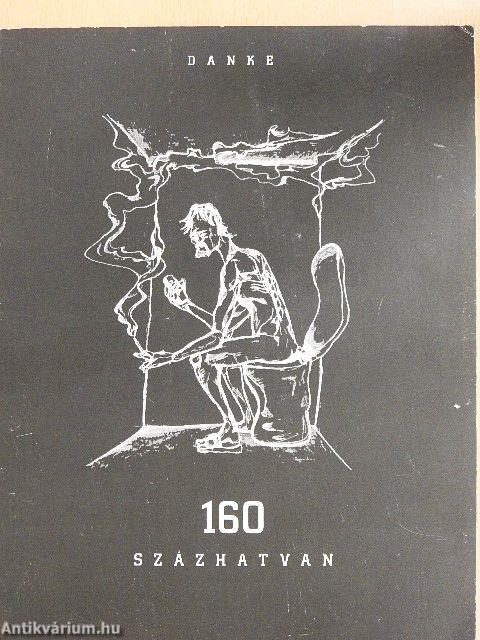 DANKE
160
SZÁZHATVAN
Antikvárium.hu